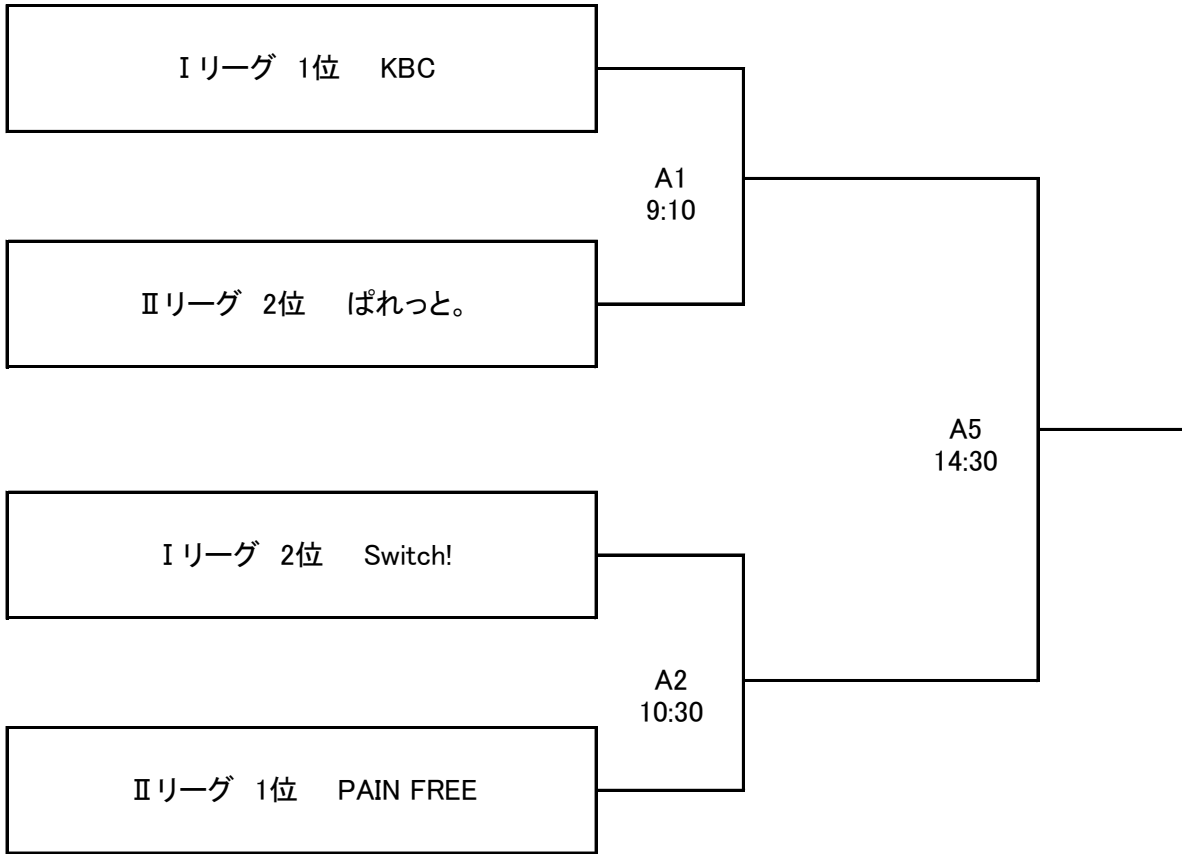 Ⅰリーグ 1位 KBC
A1
9:10
Ⅱリーグ 2位 ぱれっと。
A5
14:30
Ⅰリーグ 2位 Switch!
A2
10:30
Ⅱリーグ 1位 PAIN FREE